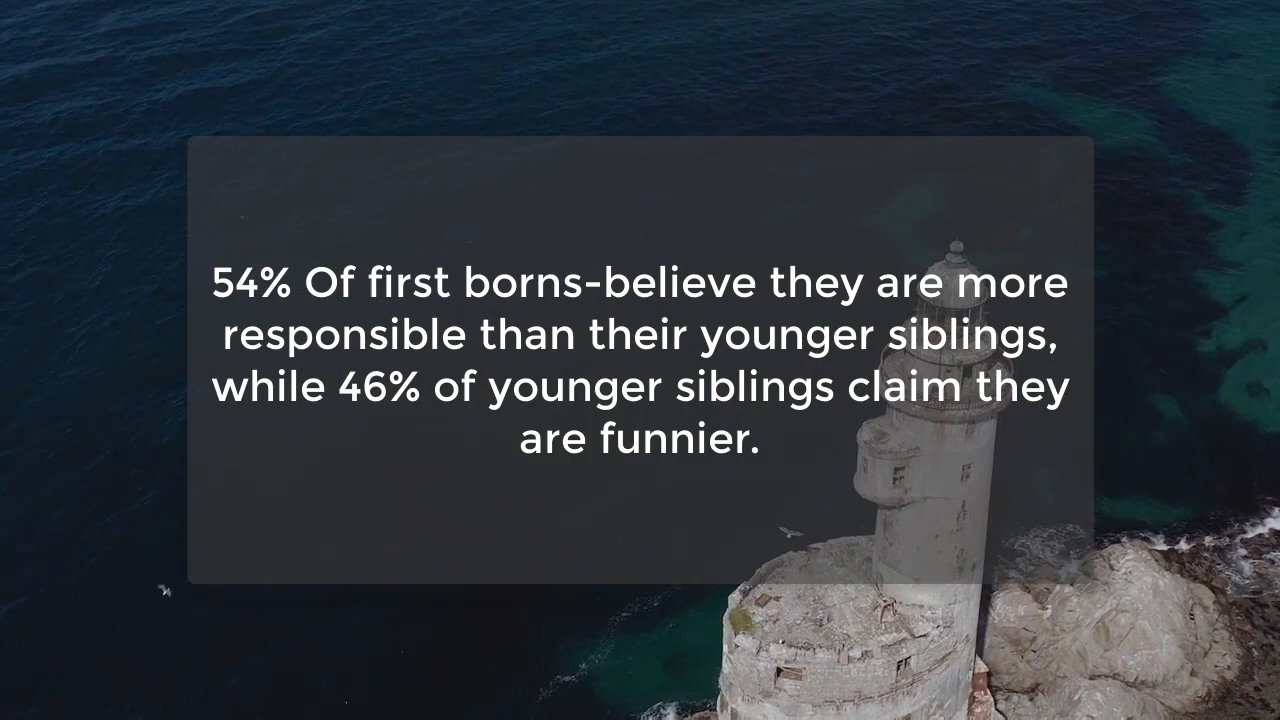 54% Of first borns-believe they are more
responsible than their younger siblings,
while 46% of younger siblings claim they
are funnier.